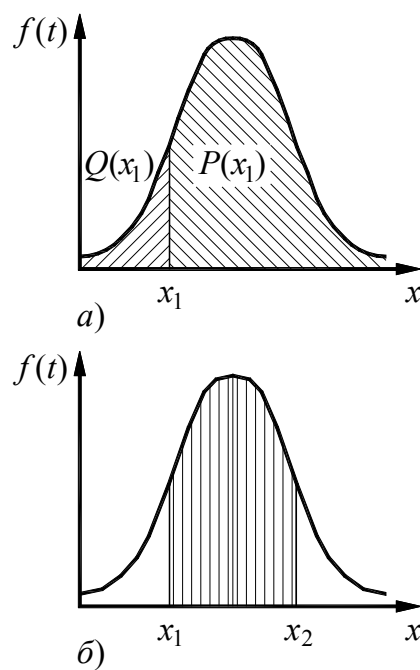 f(t)
Q(x₁) P(x₁)
x₁ x
а)
f(t)
x₁ x₂ x
б)